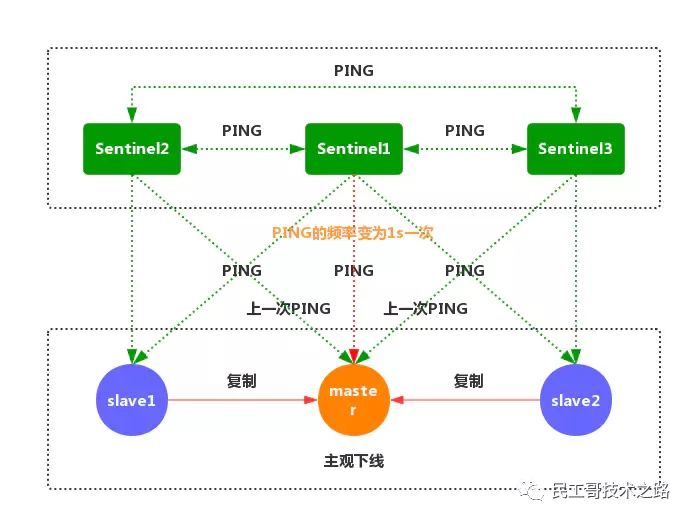 PING
PING
PING
Sentinel2
Sentinel1
Sentinel3
PING的频率变为1s一次
PING
PING
PING
上一次PING
上一次PING
复制
复制
slave1
maste
r
slave2
主观下线
民工哥技术之路